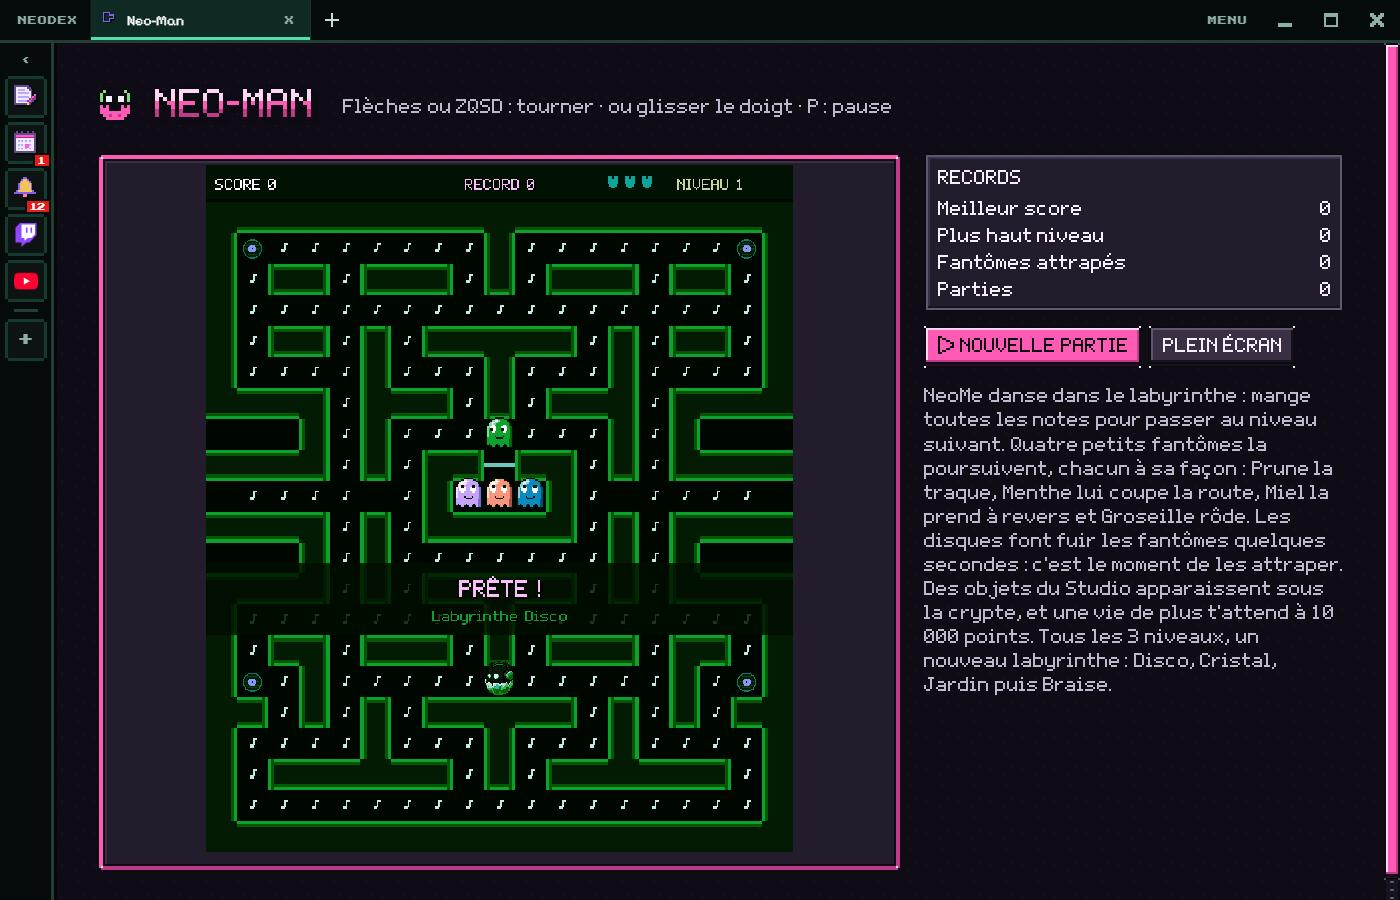 NEODEX
Neo-Man
MENU
1
12
NEO-MAN
Flèches ou ZQSD : tourner · ou glisser le doigt · P : pause
SCORE 0
RECORD 0
NIVEAU 1
PRÊTE !
Labyrinthe Disco
RECORDS
Meilleur score 0
Plus haut niveau 0
Fantômes attrapés 0
Parties 0
NOUVELLE PARTIE
PLEIN ÉCRAN
NeoMe danse dans le labyrinthe : mange
toutes les notes pour passer au niveau
suivant. Quatre petits fantômes la
poursuivent, chacun à sa façon : Prune la
traque, Menthe lui coupe la route, Miel la
prend à revers et Groseille rôde. Les
disques font fuir les fantômes quelques
secondes : c'est le moment de les attraper.
Des objets du Studio apparaissent sous
la crypte, et une vie de plus t'attend à 10
000 points. Tous les 3 niveaux, un
nouveau labyrinthe : Disco, Cristal,
Jardin puis Braise.